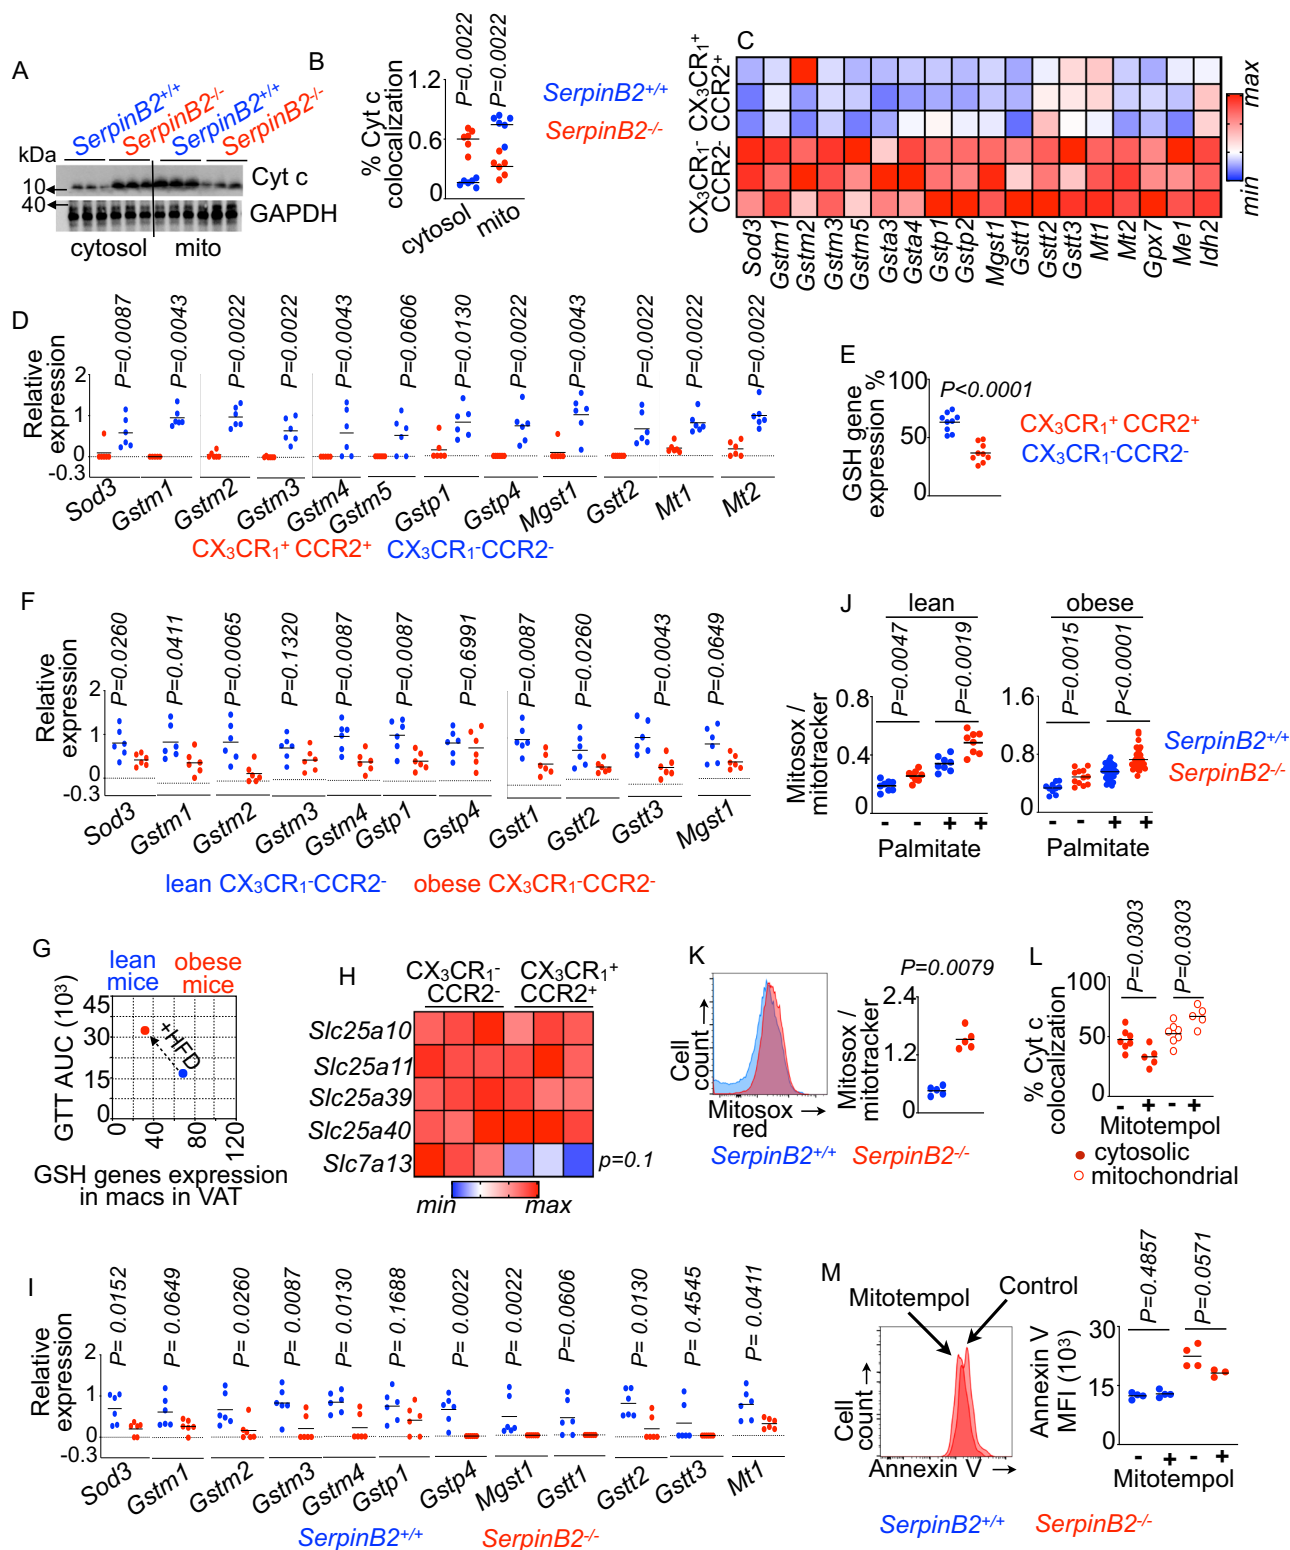 A
SerpinB2+/+
SerpinB2-/-
SerpinB2+/+
SerpinB2-/-
kDa
10
40
Cyt c
GAPDH
cytosol
mito
B
% Cyt c
colocalization
1.2
0.6
0
P=0.0022
P=0.0022
cytosol
mito
SerpinB2+/+
SerpinB2-/-
C
CX3CR1+
CCR2+
CX3CR1-
CCR2-
CX3CR1-
CCR2-
max
min
Sod3
Gstm1
Gstm2
Gstm3
Gstm5
Gsta3
Gsta4
Gstp1
Gstp2
Mgst1
Gstt1
Gstt2
Gstt3
Mt1
Mt2
Gpx7
Me1
Idh2
D
Relative
expression
2
1
0
-0.3
P=0.0087
P=0.0043
P=0.0022
P=0.0022
P=0.0043
P=0.0606
P=0.0130
P=0.0022
P=0.0043
P=0.0022
P=0.0022
P=0.0022
Sod3
Gstm1
Gstm2
Gstm3
Gstm4
Gstm5
Gstp1
Gstp4
Mgst1
Gstt2
Mt1
Mt2
CX3CR1+ CCR2+
CX3CR1-CCR2-
E
GSH gene
expression %
100
50
0
P<0.0001
CX3CR1+ CCR2+
CX3CR1-CCR2-
F
Relative
expression
2
1
0
-0.3
P=0.0260
P=0.0411
P=0.0065
P=0.1320
P=0.0087
P=0.0087
P=0.6991
P=0.0087
P=0.0260
P=0.0043
P=0.0649
Sod3
Gstm1
Gstm2
Gstm3
Gstm4
Gstp1
Gstp4
Gstt1
Gstt2
Gstt3
Mgst1
lean CX3CR1-CCR2-
obese CX3CR1-CCR2-
J
lean
obese
Mitosox /
mitotracker
0.8
0.4
0
P=0.0047
P=0.0019
- - + +
Palmitate
1.6
0.8
0
P=0.0015
P<0.0001
- - + +
Palmitate
SerpinB2+/+
SerpinB2-/-
G
lean
mice
obese
mice
GTT AUC (10³)
45
30
15
0
+HFD
0 40 80 120
GSH genes expression
in macs in VAT
H
CX3CR1-
CCR2-
CX3CR1+
CCR2+
Slc25a10
Slc25a11
Slc25a39
Slc25a40
Slc7a13
p=0.1
min
max
K
Cell
count
Mitosox
red
Mitosox /
mitotracker
P=0.0079
2.4
1.2
0
SerpinB2+/+
SerpinB2-/-
L
% Cyt c
colocalization
100
50
0
P=0.0303
P=0.0303
- + - +
Mitotempol
cytosolic
mitochondrial
I
Relative
expression
2
1
0
-0.3
P= 0.0152
P= 0.0649
P= 0.0260
P= 0.0087
P= 0.0130
P= 0.1688
P= 0.0022
P= 0.0022
P=0.0606
P= 0.0130
P= 0.4545
P= 0.0411
Sod3
Gstm1
Gstm2
Gstm3
Gstm4
Gstp1
Gstp4
Mgst1
Gstt1
Gstt2
Gstt3
Mt1
SerpinB2+/+
SerpinB2-/-
M
Mitotempol
Control
Cell
count
Annexin V
Annexin V
MFI (10³)
30
15
0
P=0.4857
P=0.0571
- + - +
Mitotempol
SerpinB2+/+
SerpinB2-/-